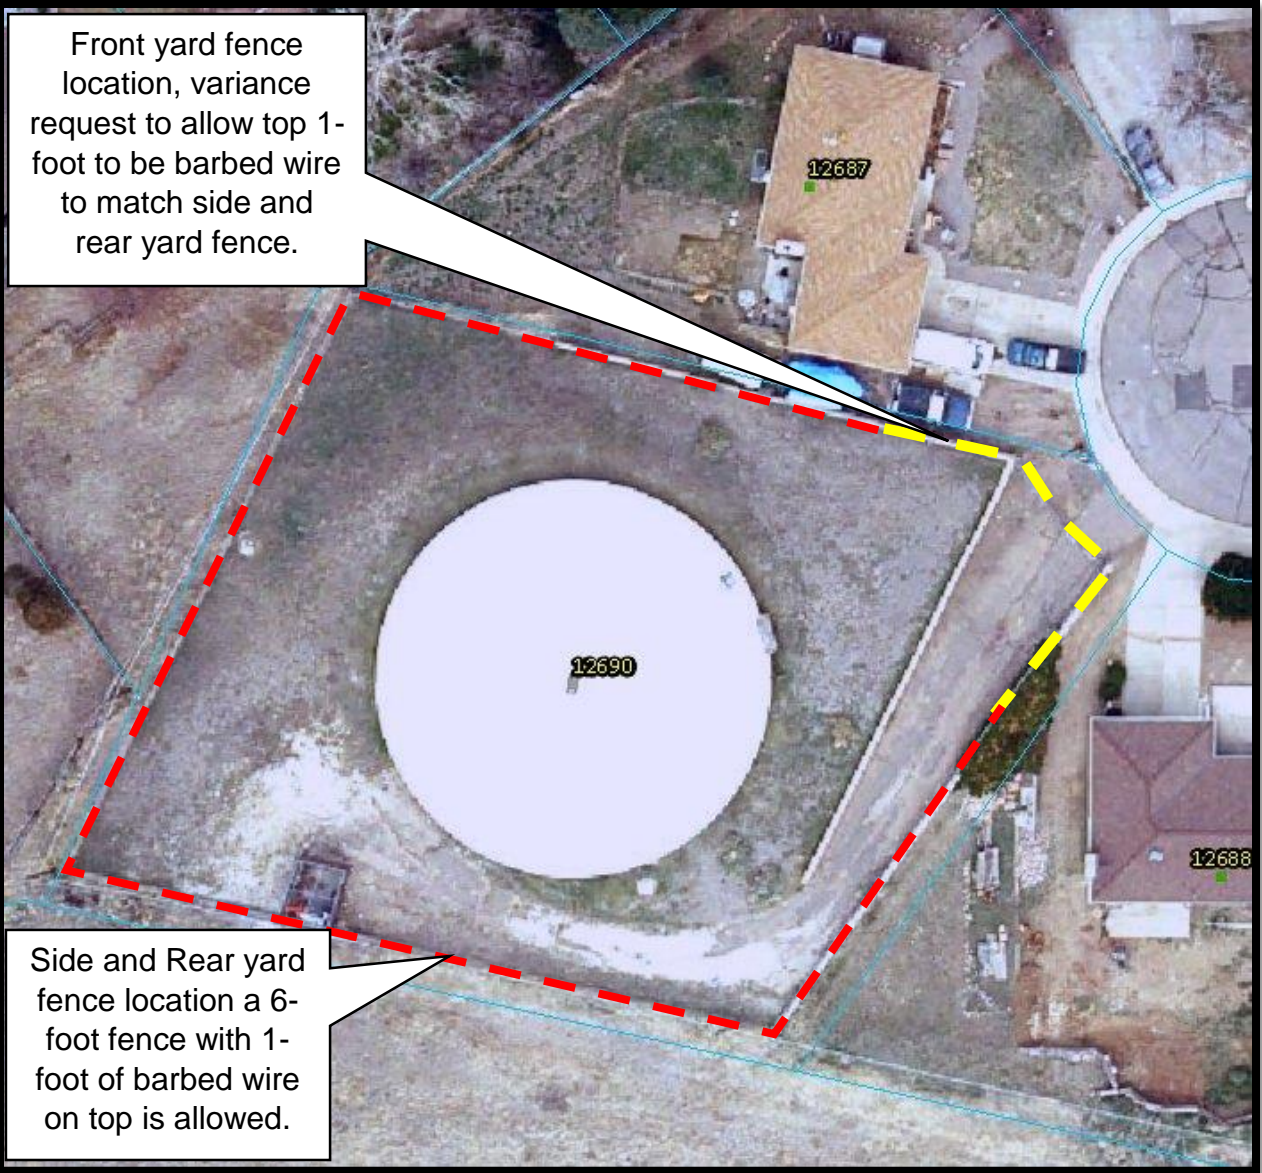 Front yard fence
location, variance
request to allow top 1-
foot to be barbed wire
to match side and
rear yard fence.
12687
12690
12688
Side and Rear yard
fence location a 6-
foot fence with 1-
foot of barbed wire
on top is allowed.